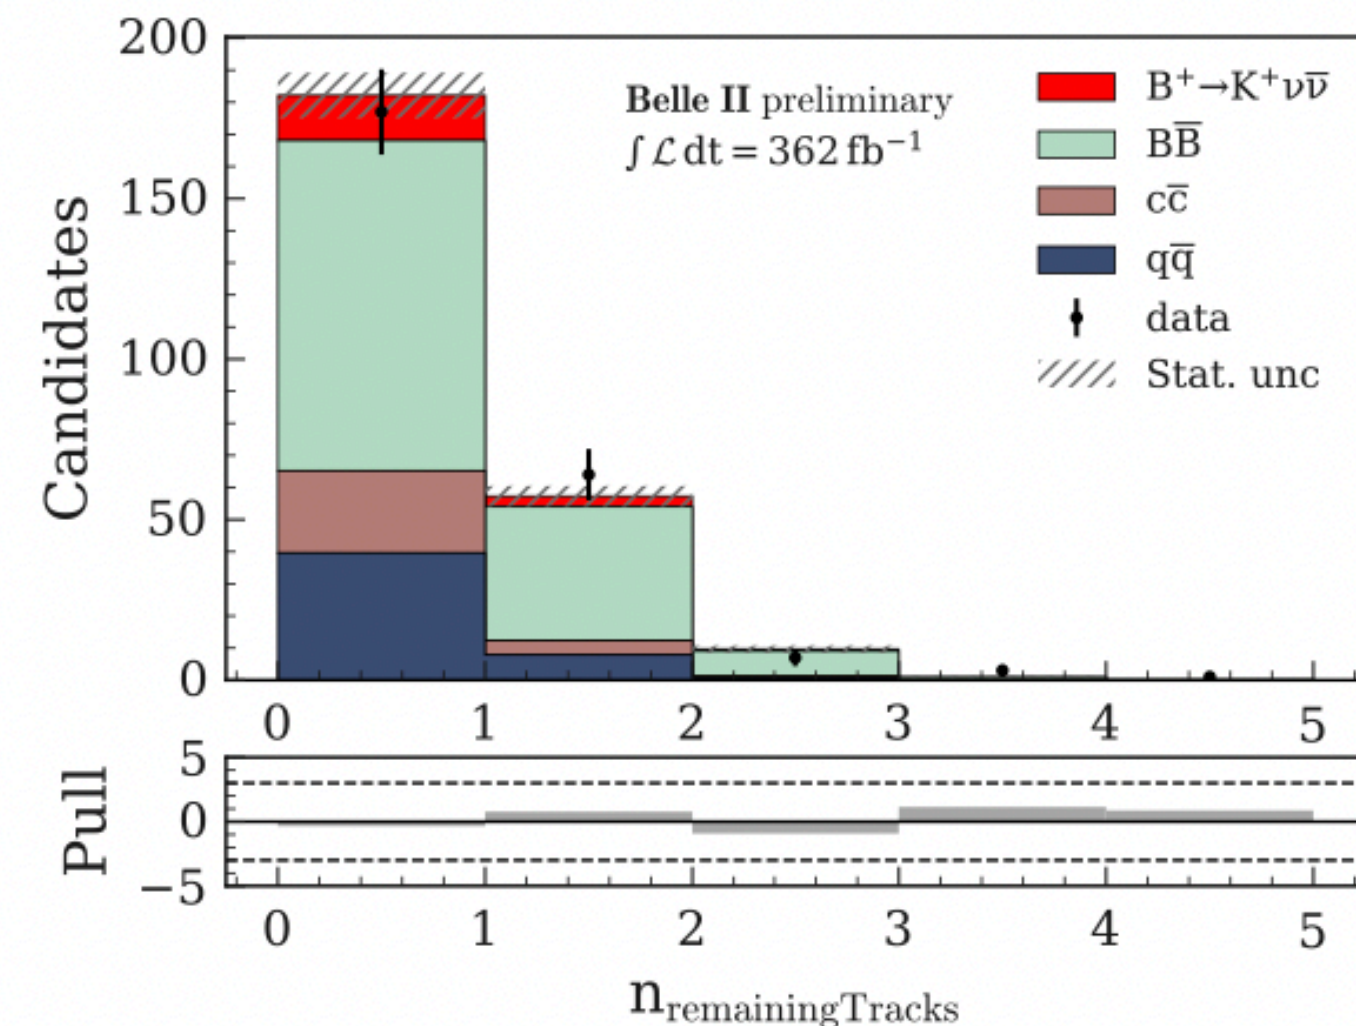 200
150
100
50
0
Candidates
Belle II preliminary
∫ ℒ dt = 362 fb⁻¹
B⁺→K⁺νν̅
BB̅
cc̅
qq̅
data
Stat. unc
0 1 2 3 4 5
5
0
−5
Pull
0 1 2 3 4 5
n_remainingTracks